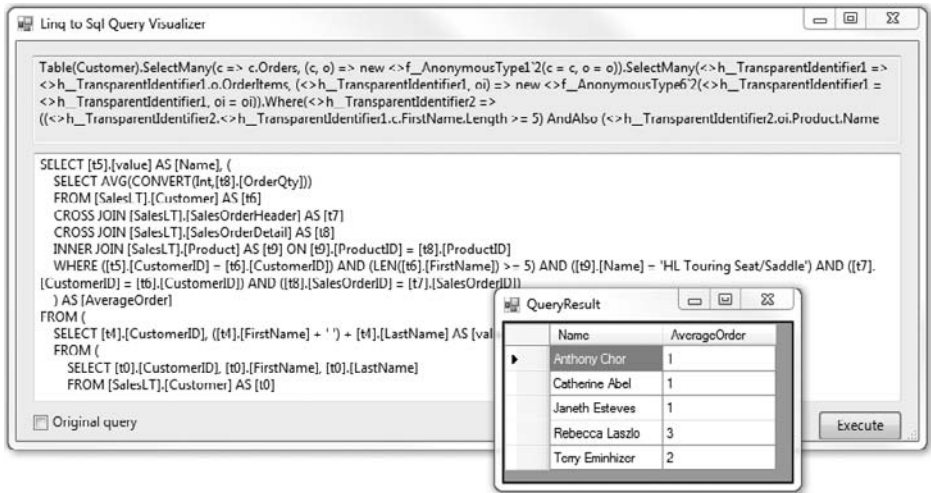 Linq to Sql Query Visualizer
Table(Customer).SelectMany(c => c.Orders, (c, o) => new <>f__AnonymousType1`2(c = c, o = o)).SelectMany(<>h__TransparentIdentifier1 =>
<>h__TransparentIdentifier1.o.OrderItems, (<>h__TransparentIdentifier1, oi) => new <>f__AnonymousType6`2(<>h__TransparentIdentifier1 =
<>h__TransparentIdentifier1, oi = oi)).Where(<>h__TransparentIdentifier2 =>
((<>h__TransparentIdentifier2.<>h__TransparentIdentifier1.c.FirstName.Length >= 5) AndAlso (<>h__TransparentIdentifier2.oi.Product.Name
SELECT [t5].[value] AS [Name], (
SELECT AVG(CONVERT(Int,[t8].[OrderQty]))
FROM [SalesLT].[Customer] AS [t6]
CROSS JOIN [SalesLT].[SalesOrderHeader] AS [t7]
CROSS JOIN [SalesLT].[SalesOrderDetail] AS [t8]
INNER JOIN [SalesLT].[Product] AS [t9] ON [t9].[ProductID] = [t8].[ProductID]
WHERE ([t5].[CustomerID] = [t6].[CustomerID]) AND (LEN([t6].[FirstName]) >= 5) AND ([t9].[Name] = 'HL Touring Seat/Saddle') AND ([t7].
[CustomerID] = [t6].[CustomerID]) AND ([t8].[SalesOrderID] = [t7].[SalesOrderID])
) AS [AverageOrder]
FROM (
SELECT [t4].[CustomerID], ([t4].[FirstName] + ' ') + [t4].[LastName] AS [val
FROM (
SELECT [t0].[CustomerID], [t0].[FirstName], [t0].[LastName]
FROM [SalesLT].[Customer] AS [t0]
Original query
Execute
QueryResult
Name AverageOrder
Anthony Chor 1
Catherine Abel 1
Janeth Esteves 1
Rebecca Laszlo 3
Terry Eminhizer 2